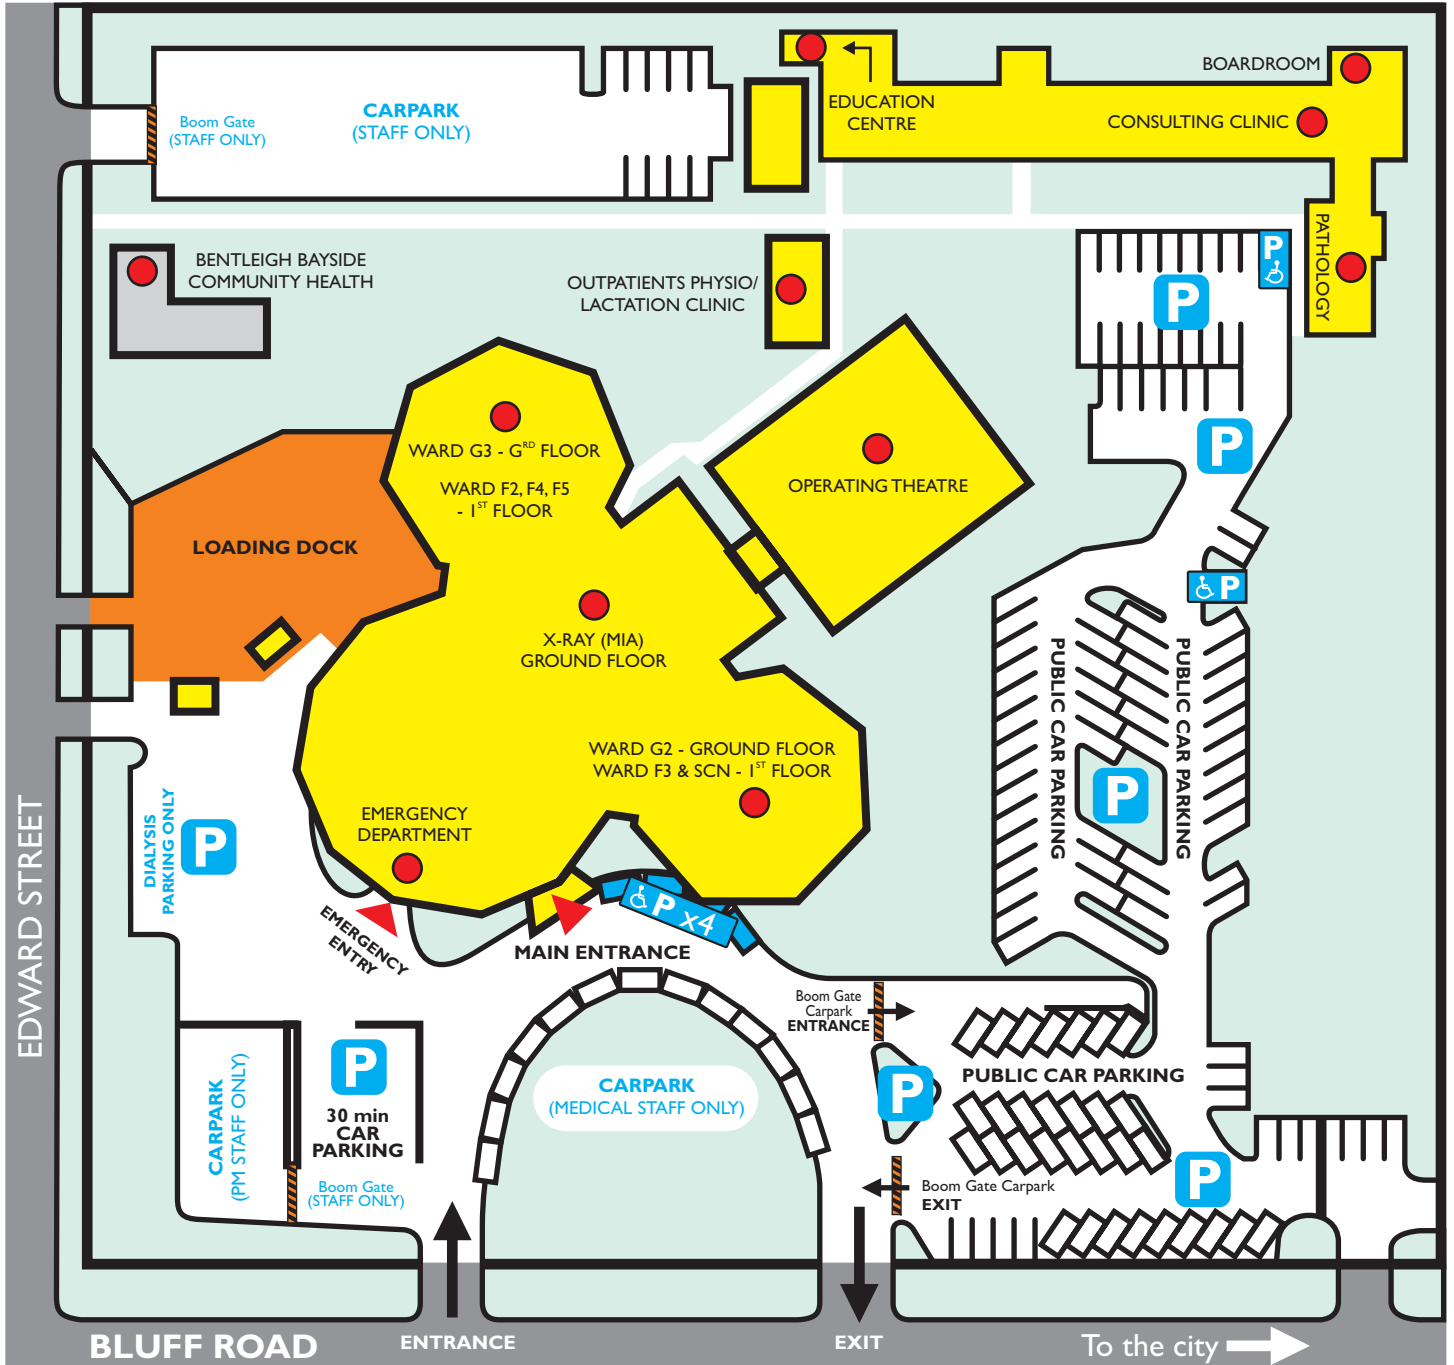 CARPARK
(STAFF ONLY)
Boom Gate
(STAFF ONLY)
EDUCATION
CENTRE
BOARDROOM
CONSULTING CLINIC
PATHOLOGY
BENTLEIGH BAYSIDE
COMMUNITY HEALTH
OUTPATIENTS PHYSIO/
LACTATION CLINIC
P
P
P
WARD G3 - GRD FLOOR
WARD F2, F4, F5
- 1ST FLOOR
OPERATING THEATRE
LOADING DOCK
X-RAY (MIA)
GROUND FLOOR
P
PUBLIC CAR PARKING
PUBLIC CAR PARKING
P
WARD G2 - GROUND FLOOR
WARD F3 & SCN - 1ST FLOOR
EMERGENCY
DEPARTMENT
DIALYSIS
PARKING ONLY
P
EMERGENCY
ENTRY
MAIN ENTRANCE
P x4
EDWARD STREET
Boom Gate
Carpark
ENTRANCE
CARPARK
(PM STAFF ONLY)
P
30 min
CAR
PARKING
Boom Gate
(STAFF ONLY)
CARPARK
(MEDICAL STAFF ONLY)
P
PUBLIC CAR PARKING
P
Boom Gate Carpark
EXIT
BLUFF ROAD
ENTRANCE
EXIT
To the city